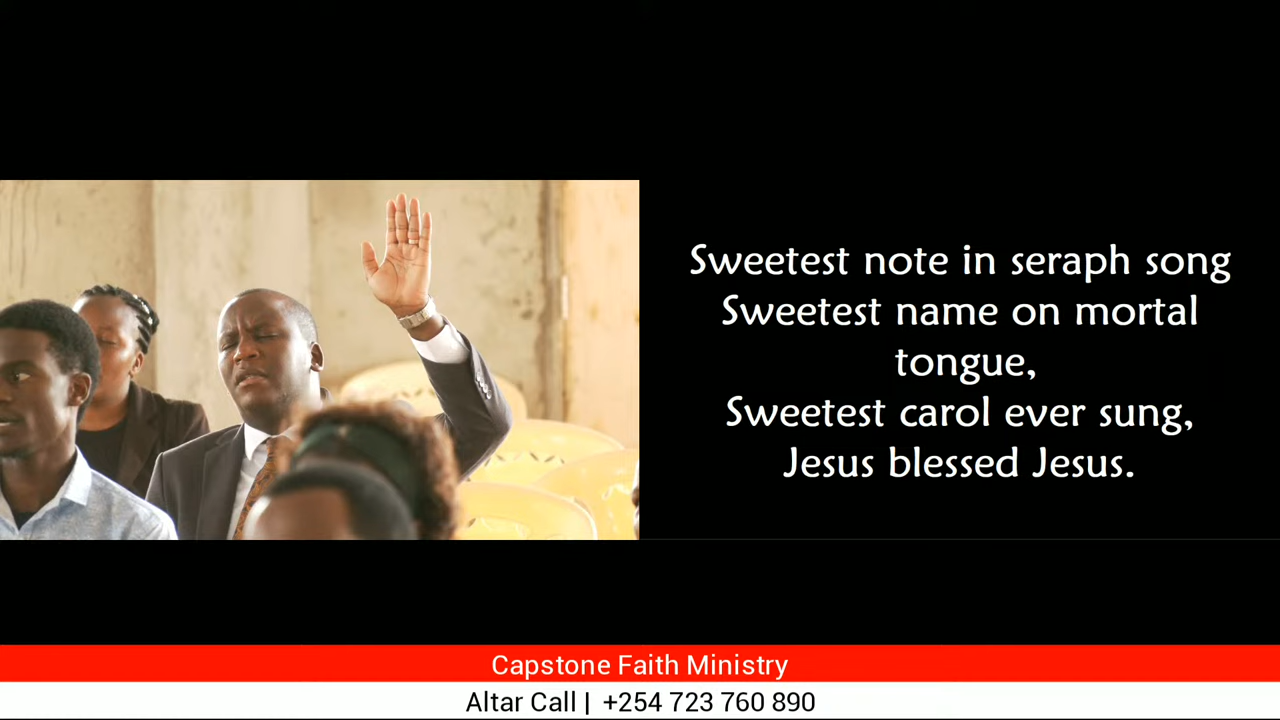 Sweetest note in seraph song
Sweetest name on mortal
tongue,
Sweetest carol ever sung,
Jesus blessed Jesus.
Capstone Faith Ministry
Altar Call | +254 723 760 890